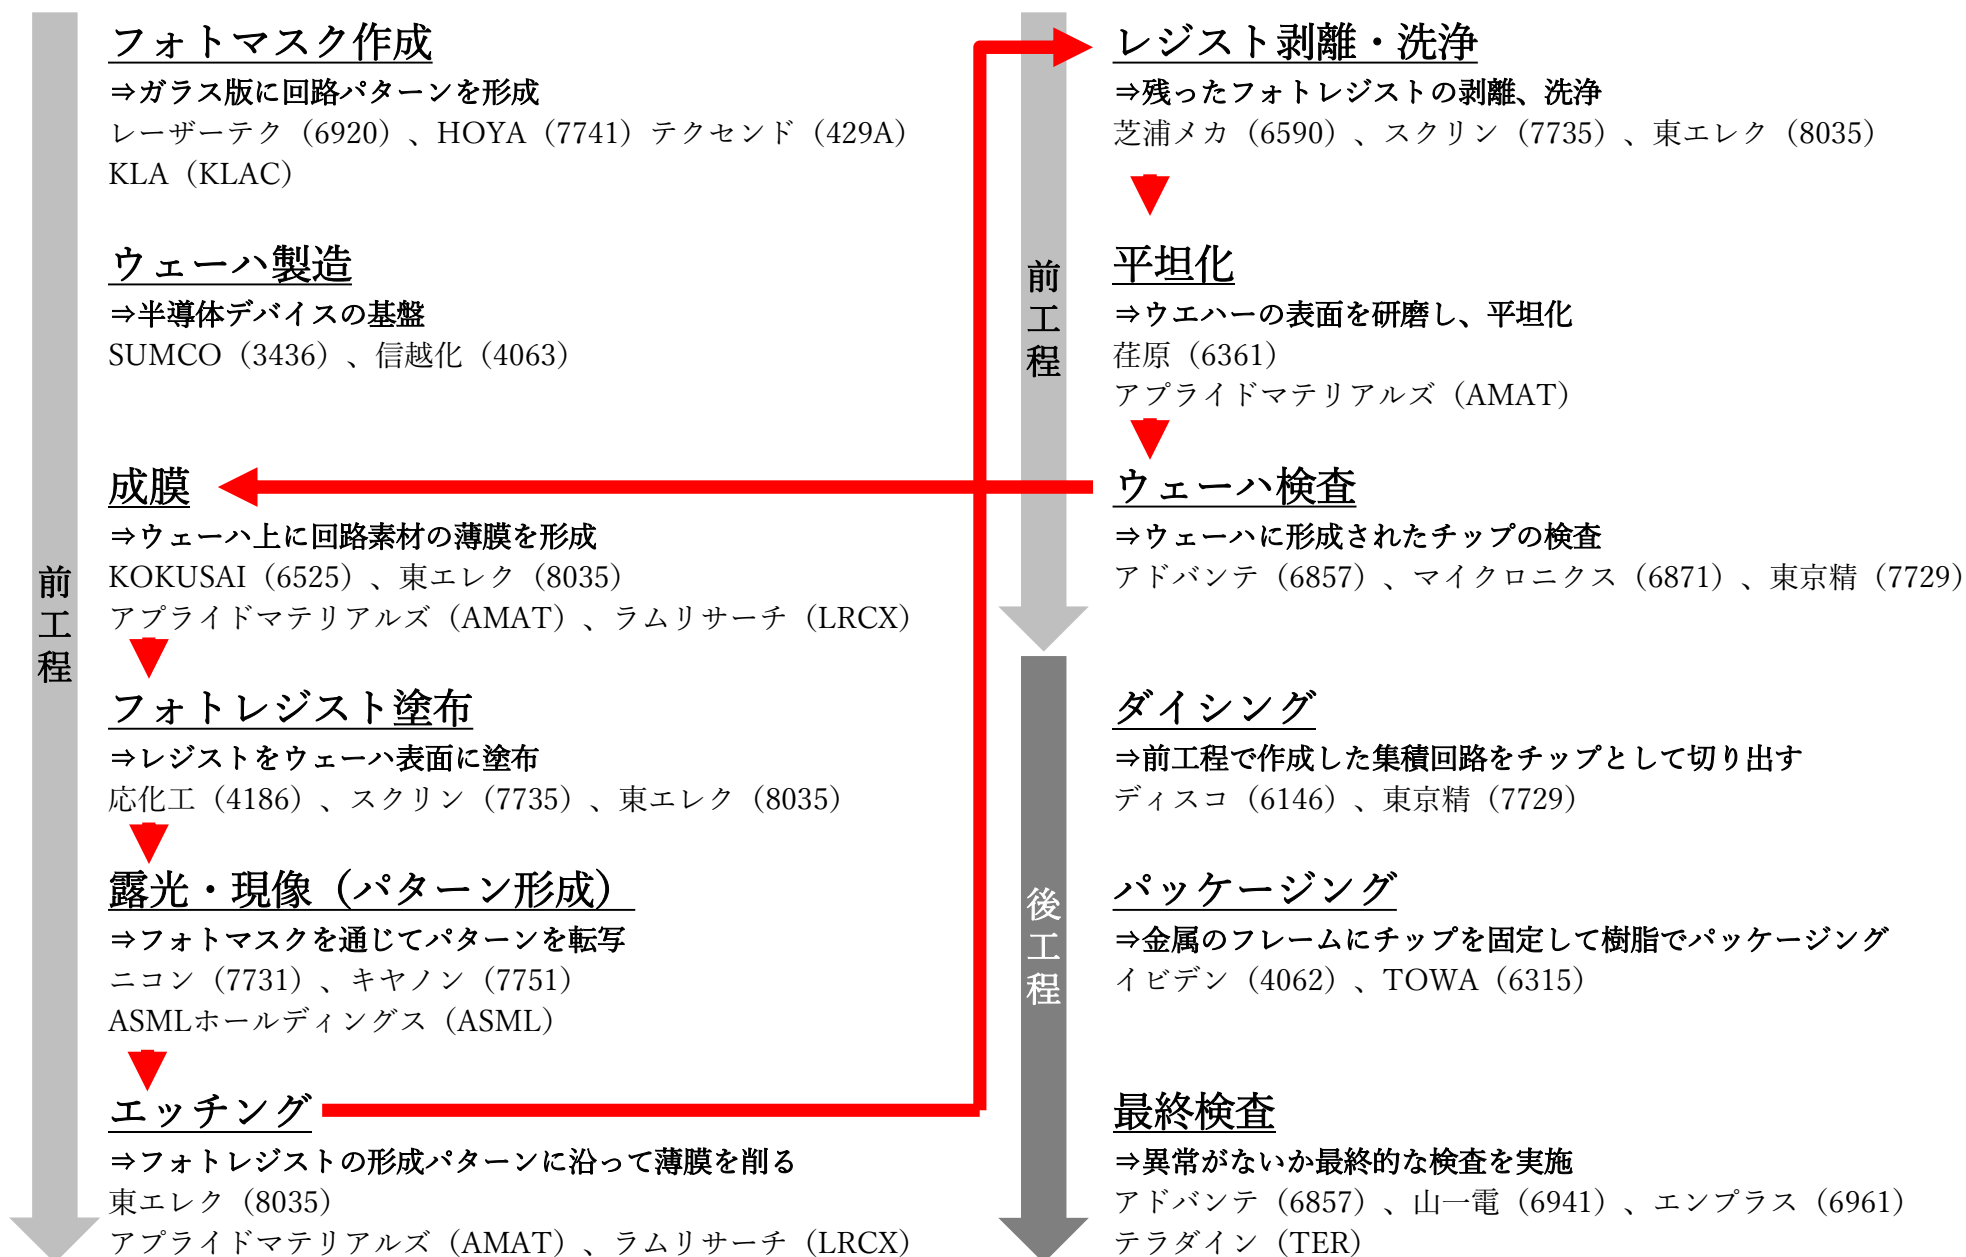 フォトマスク作成
⇒ガラス版に回路パターンを形成
レーザーテク（6920）、HOYA（7741）テクセンド（429A）
KLA（KLAC）
ウェーハ製造
⇒半導体デバイスの基盤
SUMCO（3436）、信越化（4063）
成膜
⇒ウェーハ上に回路素材の薄膜を形成
KOKUSAI（6525）、東エレク（8035）
アプライドマテリアルズ（AMAT）、ラムリサーチ（LRCX）
前工程
フォトレジスト塗布
⇒レジストをウェーハ表面に塗布
応化工（4186）、スクリン（7735）、東エレク（8035）
露光・現像（パターン形成）
⇒フォトマスクを通じてパターンを転写
ニコン（7731）、キヤノン（7751）
ASMLホールディングス（ASML）
エッチング
⇒フォトレジストの形成パターンに沿って薄膜を削る
東エレク（8035）
アプライドマテリアルズ（AMAT）、ラムリサーチ（LRCX）
レジスト剥離・洗浄
⇒残ったフォトレジストの剥離、洗浄
芝浦メカ（6590）、スクリン（7735）、東エレク（8035）
前工程
平坦化
⇒ウエハーの表面を研磨し、平坦化
荏原（6361）
アプライドマテリアルズ（AMAT）
ウェーハ検査
⇒ウェーハに形成されたチップの検査
アドバンテ（6857）、マイクロニクス（6871）、東京精（7729）
ダイシング
⇒前工程で作成した集積回路をチップとして切り出す
ディスコ（6146）、東京精（7729）
後工程
パッケージング
⇒金属のフレームにチップを固定して樹脂でパッケージング
イビデン（4062）、TOWA（6315）
最終検査
⇒異常がないか最終的な検査を実施
アドバンテ（6857）、山一電（6941）、エンプラス（6961）
テラダイン（TER）